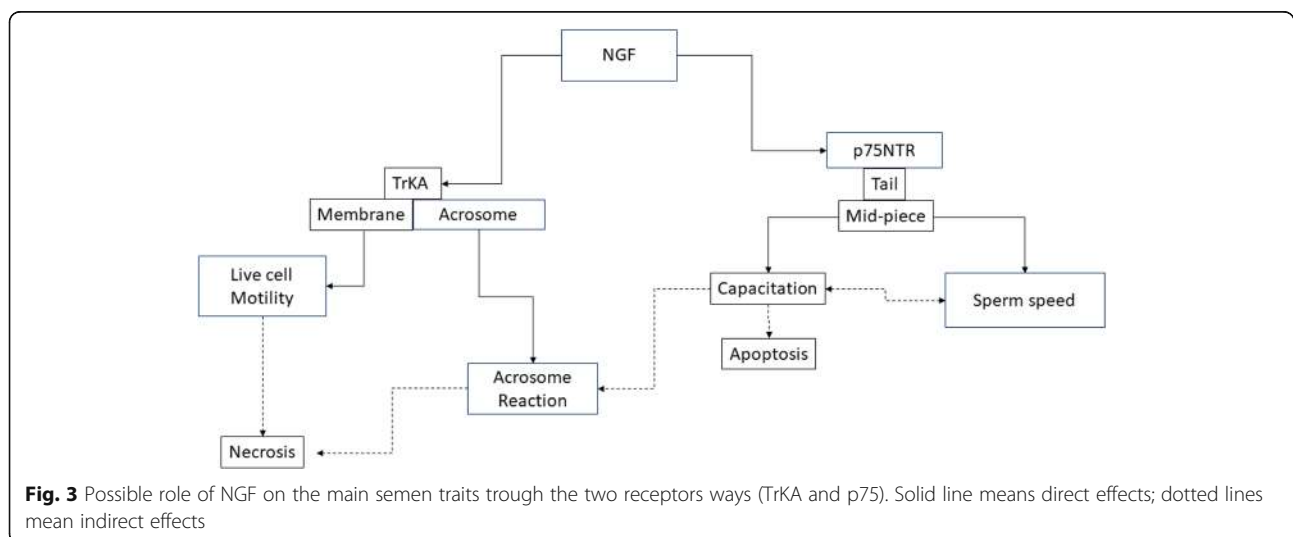 NGF
p75NTR
TrKA
Tail
Membrane
Acrosome
Mid-piece
Live cell
Motility
Capacitation
Sperm speed
Apoptosis
Acrosome
Reaction
Necrosis
Fig. 3 Possible role of NGF on the main semen traits trough the two receptors ways (TrKA and p75). Solid line means direct effects; dotted lines
mean indirect effects